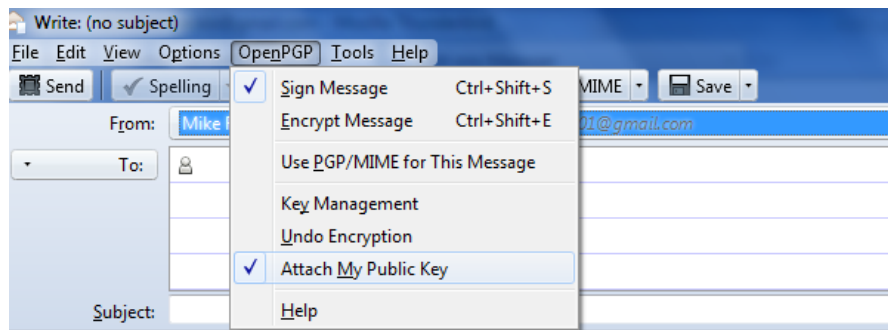 Write: (no subject)
File Edit View Options OpenPGP Tools Help
Send Spelling MIME Save
From: Mike 01@gmail.com
To:
Subject:
Sign Message Ctrl+Shift+S
Encrypt Message Ctrl+Shift+E
Use PGP/MIME for This Message
Key Management
Undo Encryption
Attach My Public Key
Help